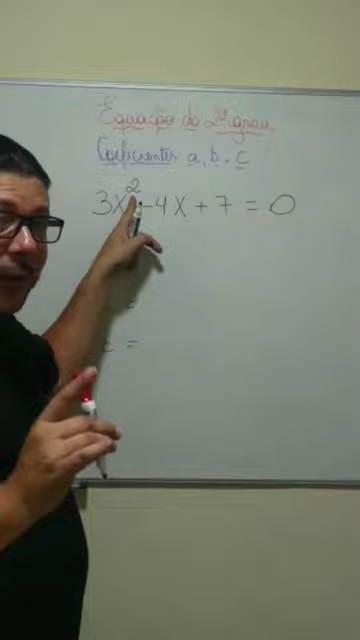 Equação do 2º grau
Coeficientes a, b e c
3x² - 4x + 7 = 0
=
c =